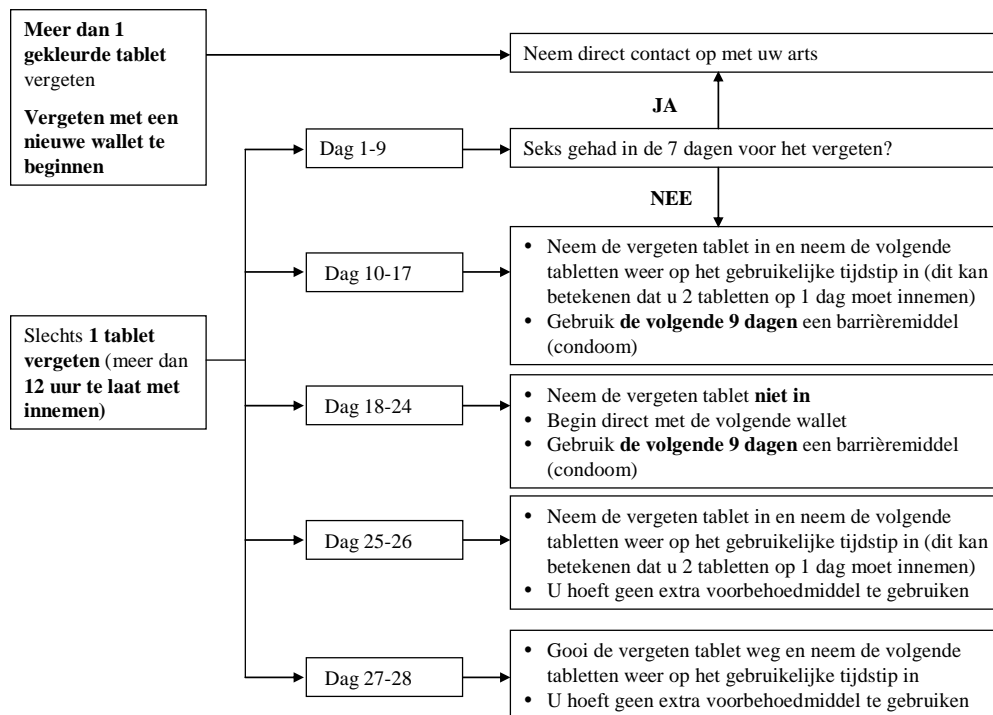 Meer dan 1
gekleurde tablet
vergeten
Vergeten met een
nieuwe wallet te
beginnen
Neem direct contact op met uw arts
JA
Dag 1-9
Seks gehad in de 7 dagen voor het vergeten?
NEE
Dag 10-17
• Neem de vergeten tablet in en neem de volgende
tabletten weer op het gebruikelijke tijdstip in (dit kan
betekenen dat u 2 tabletten op 1 dag moet innemen)
• Gebruik de volgende 9 dagen een barrièremiddel
(condoom)
Slechts 1 tablet
vergeten (meer dan
12 uur te laat met
innemen)
Dag 18-24
• Neem de vergeten tablet niet in
• Begin direct met de volgende wallet
• Gebruik de volgende 9 dagen een barrièremiddel
(condoom)
Dag 25-26
• Neem de vergeten tablet in en neem de volgende
tabletten weer op het gebruikelijke tijdstip in (dit kan
betekenen dat u 2 tabletten op 1 dag moet innemen)
• U hoeft geen extra voorbehoedmiddel te gebruiken
Dag 27-28
• Gooi de vergeten tablet weg en neem de volgende
tabletten weer op het gebruikelijke tijdstip in
• U hoeft geen extra voorbehoedmiddel te gebruiken